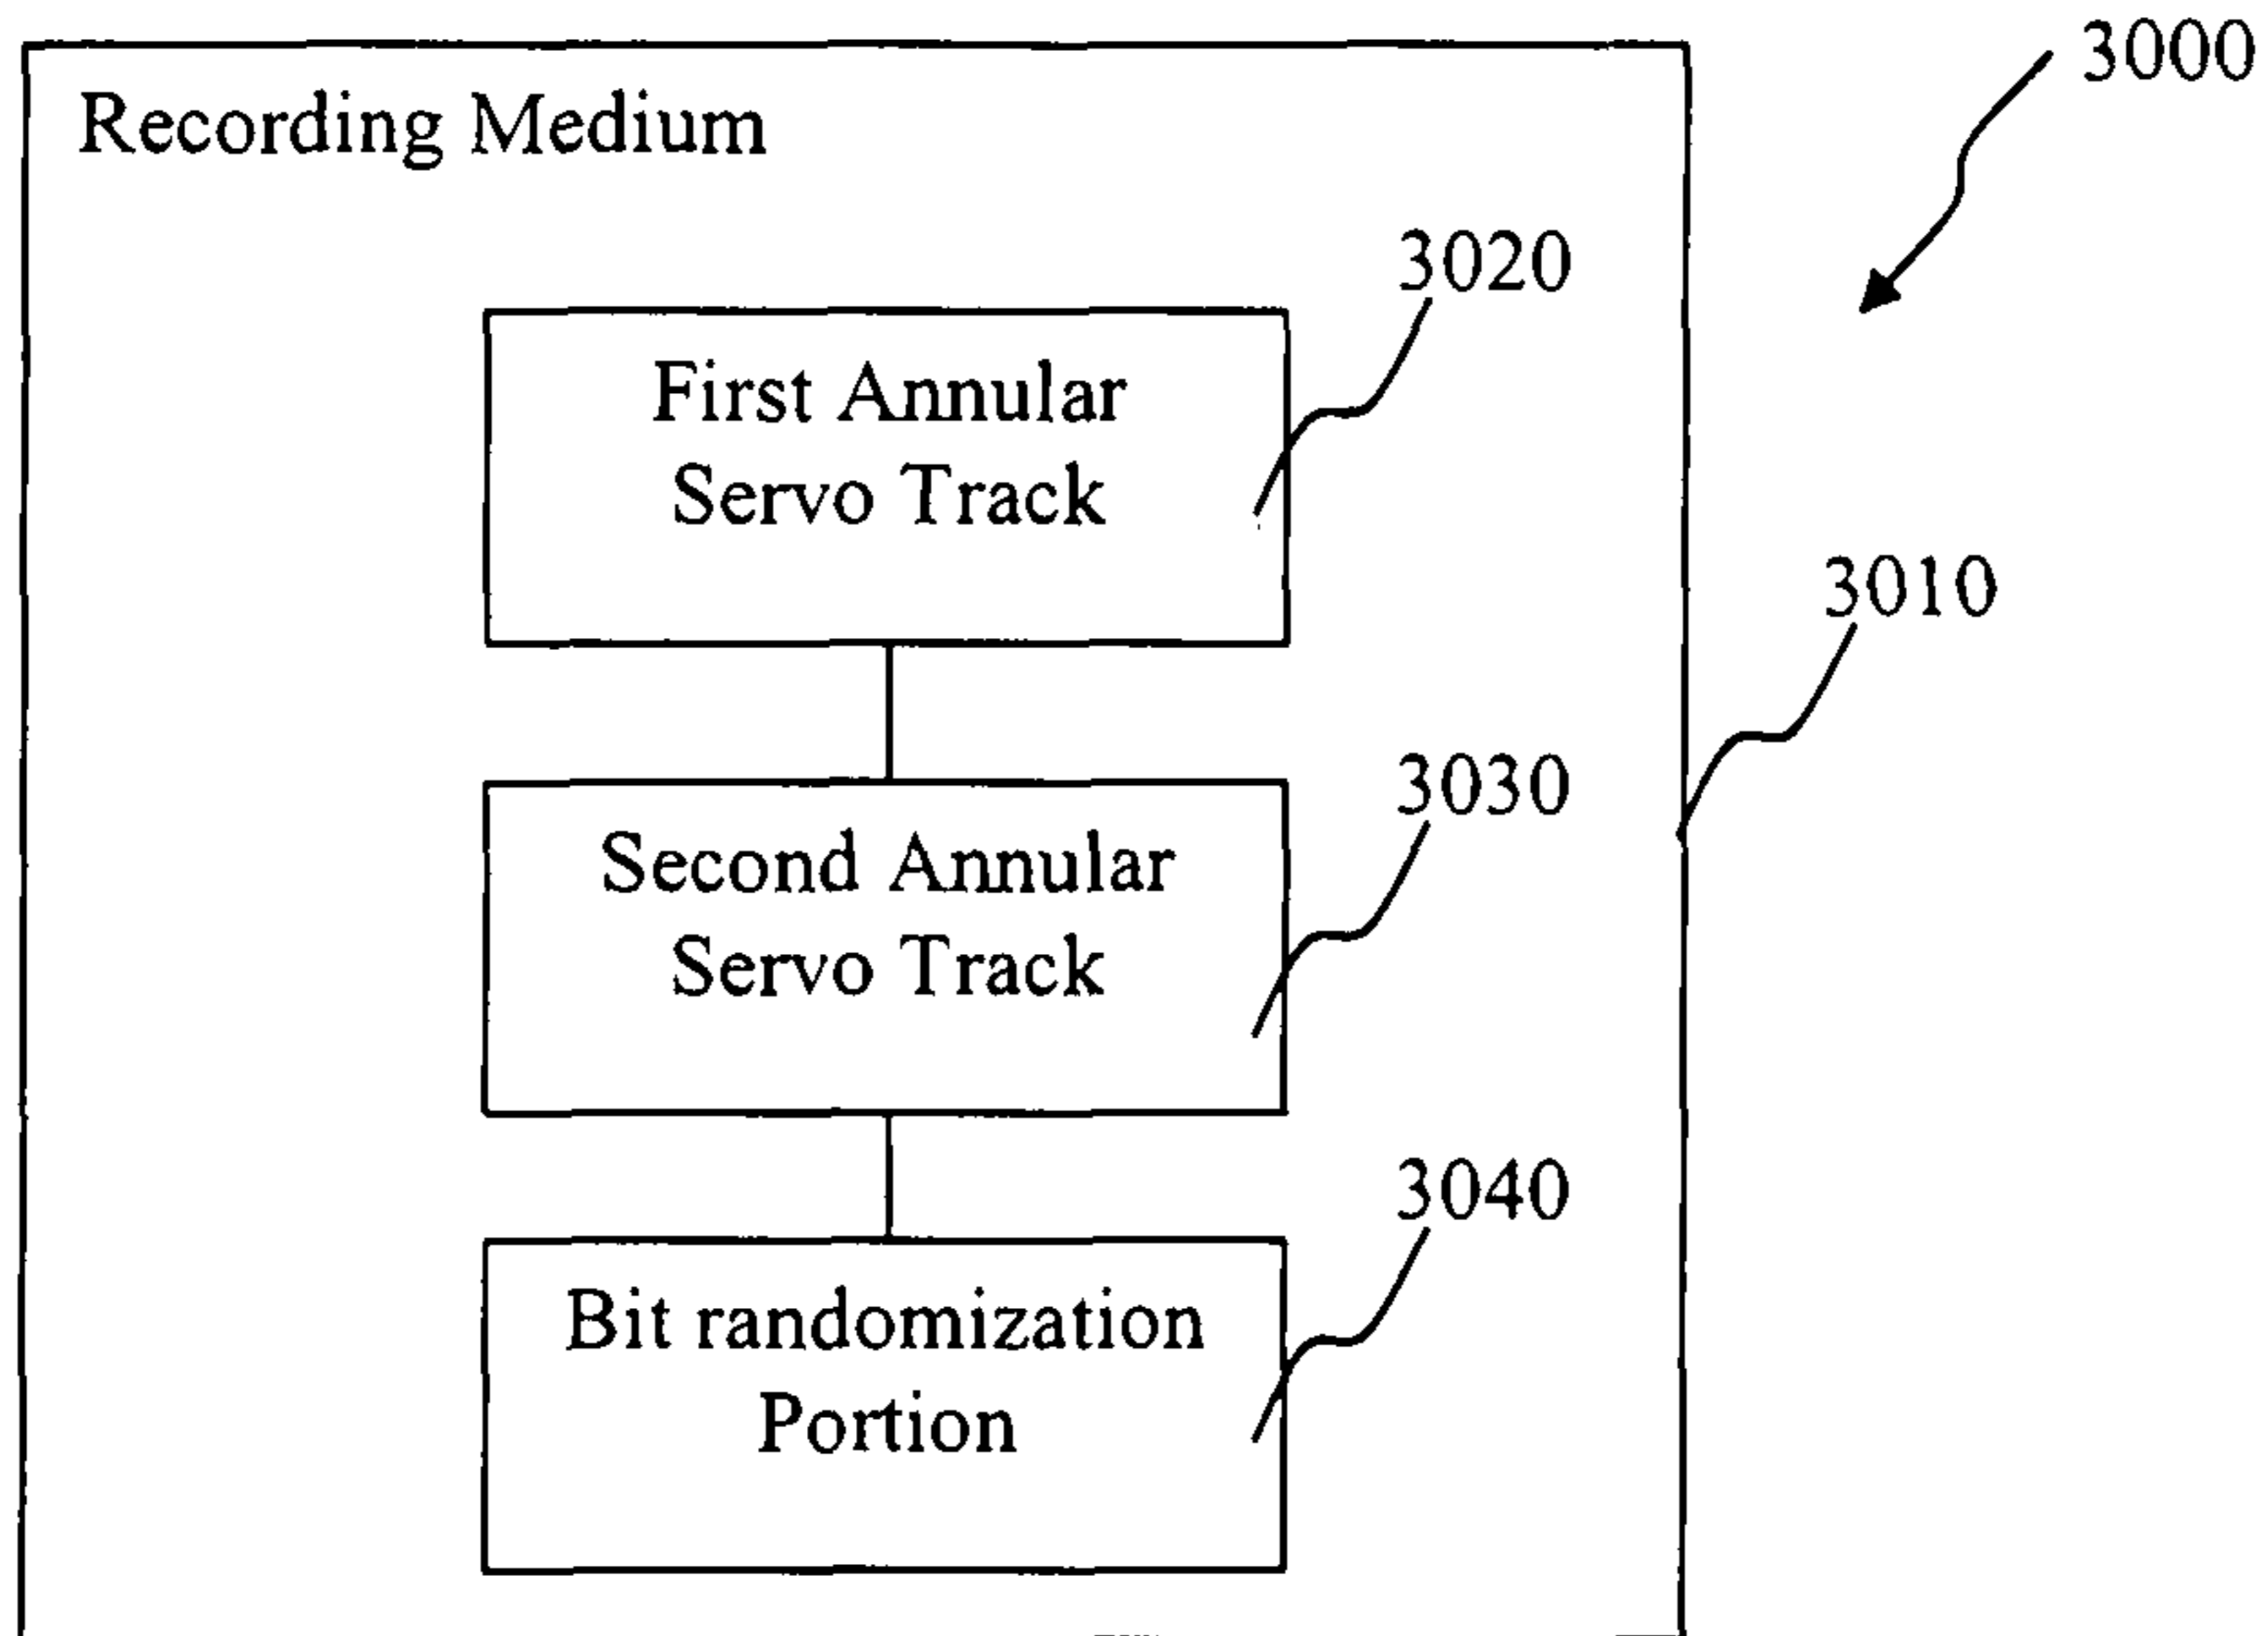 3000
Recording Medium
3020
First Annular
Servo Track
3010
3030
Second Annular
Servo Track
3040
Bit randomization
Portion